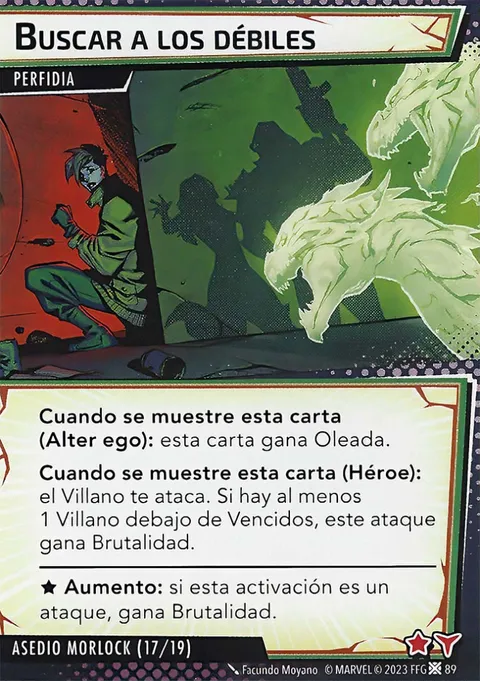 BUSCAR A LOS DÉBILES
PERFIDIA
Cuando se muestre esta carta
(Alter ego): esta carta gana Oleada.
Cuando se muestre esta carta (Héroe):
el Villano te ataca. Si hay al menos
1 Villano debajo de Vencidos, este ataque
gana Brutalidad.
★ Aumento: si esta activación es un
ataque, gana Brutalidad.
ASEDIO MORLOCK (17/19)
Facundo Moyano © MARVEL © 2023 FFG 89